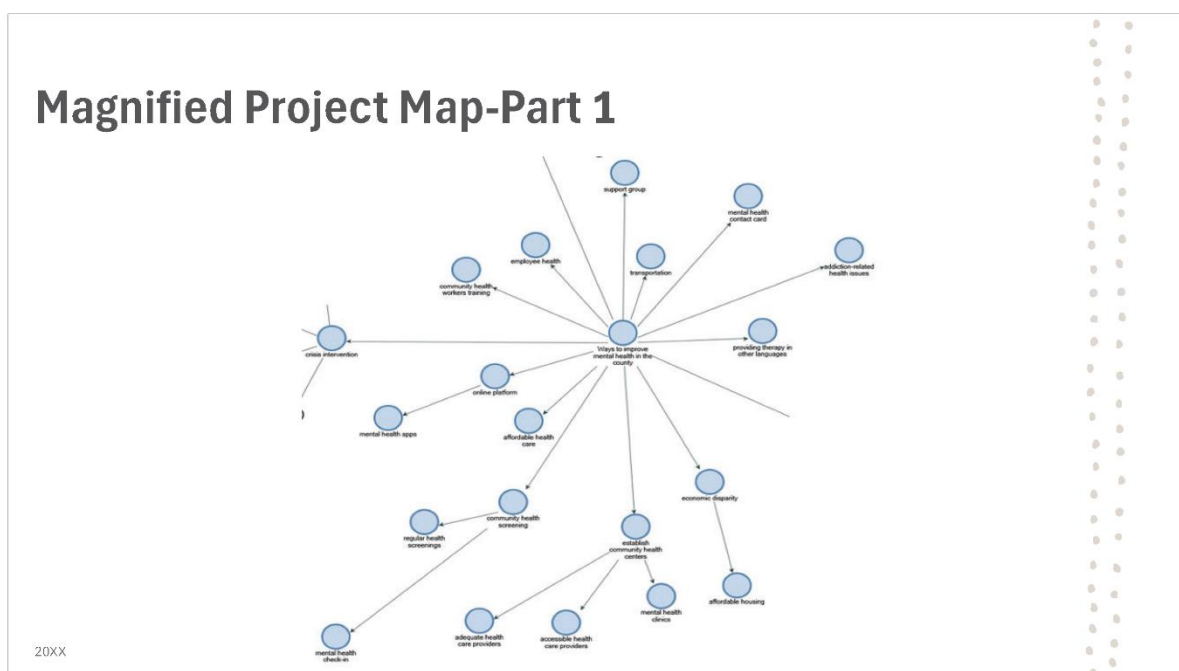 Magnified Project Map-Part 1
support group
mental health
contact card
employee health
transportation
addiction-related
health issues
community health
workers training
crisis intervention
Ways to improve
mental health in the
county
providing therapy in
other languages
online platform
mental health apps
affordable health
care
economic disparity
community health
screening
regular health
screenings
establish
community health
centers
affordable housing
mental health
clinics
adequate health
care providers
accessible health
care providers
mental health
check-in
20XX